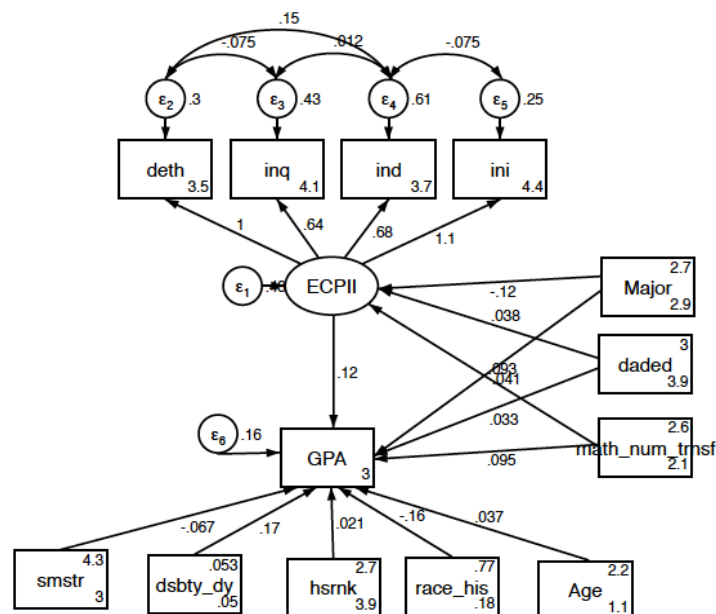 .15
-.075
.012
-.075
ε2
.3
ε3
.43
ε4
.61
ε5
.25
deth
3.5
inq
4.1
ind
3.7
ini
4.4
1
.64
.68
1.1
ε1
ECPII
2.7
Major
2.9
-.12
.038
3
daded
3.9
.12
.093
.041
.033
ε6
.16
GPA
3
2.6
math_num_trnsf
2.1
.095
-.067
.17
.021
-.16
.037
4.3
smstr
3
.053
dsbty_dy
.05
2.7
hsrnk
3.9
.77
race_his
.18
2.2
Age
1.1